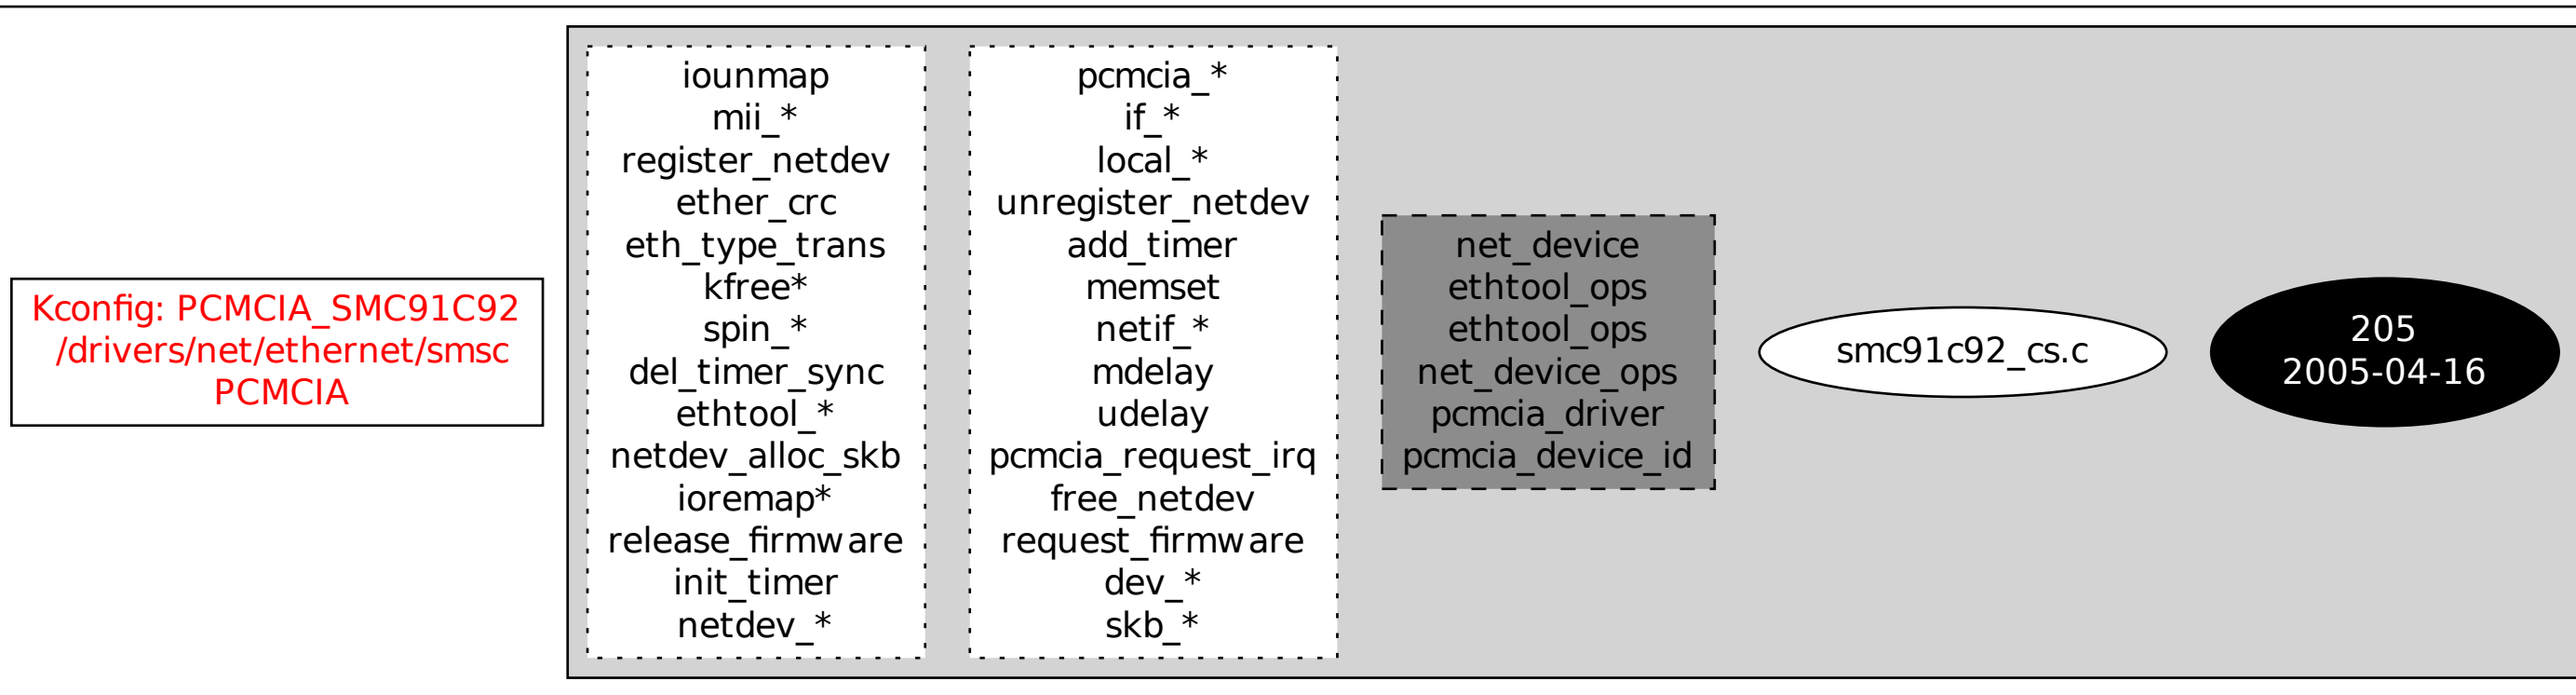 Kconfig: PCMCIA_SMC91C92
/drivers/net/ethernet/smsc
PCMCIA
iounmap
mii_*
register_netdev
ether_crc
eth_type_trans
kfree*
spin_*
del_timer_sync
ethtool_*
netdev_alloc_skb
ioremap*
release_firmware
init_timer
netdev_*
pcmcia_*
if_*
local_*
unregister_netdev
add_timer
memset
netif_*
mdelay
udelay
pcmcia_request_irq
free_netdev
request_firmware
dev_*
skb_*
net_device
ethtool_ops
ethtool_ops
net_device_ops
pcmcia_driver
pcmcia_device_id
smc91c92_cs.c
205
2005-04-16